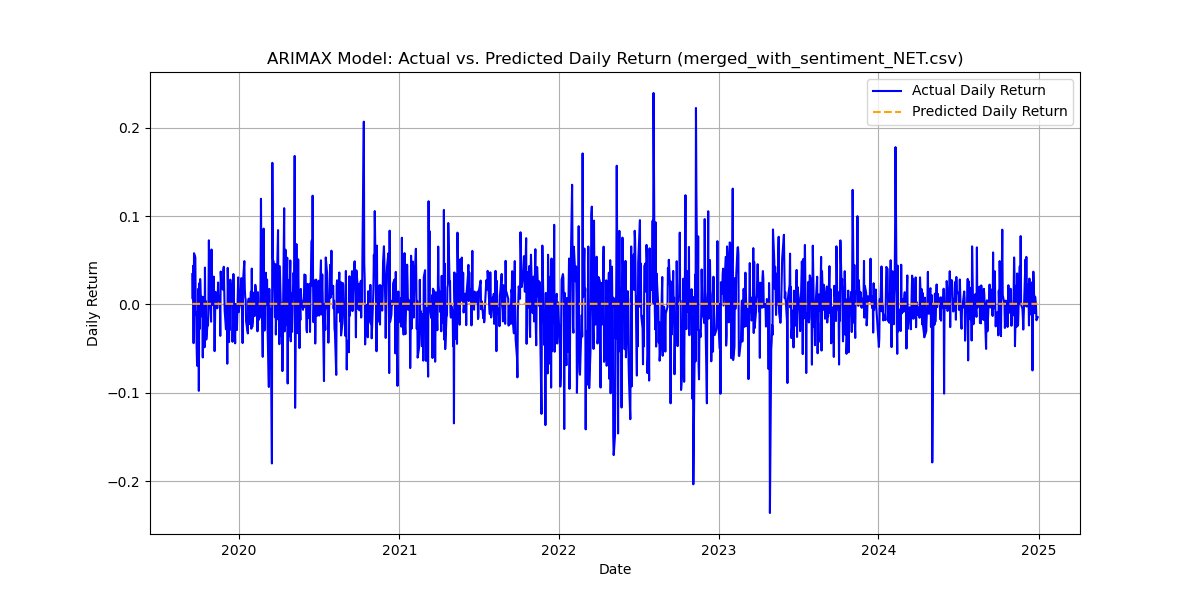 ARIMAX Model: Actual vs. Predicted Daily Return (merged_with_sentiment_NET.csv)
Actual Daily Return
Predicted Daily Return
0.2
0.1
0.0
−0.1
−0.2
Daily Return
2020
2021
2022
2023
2024
2025
Date